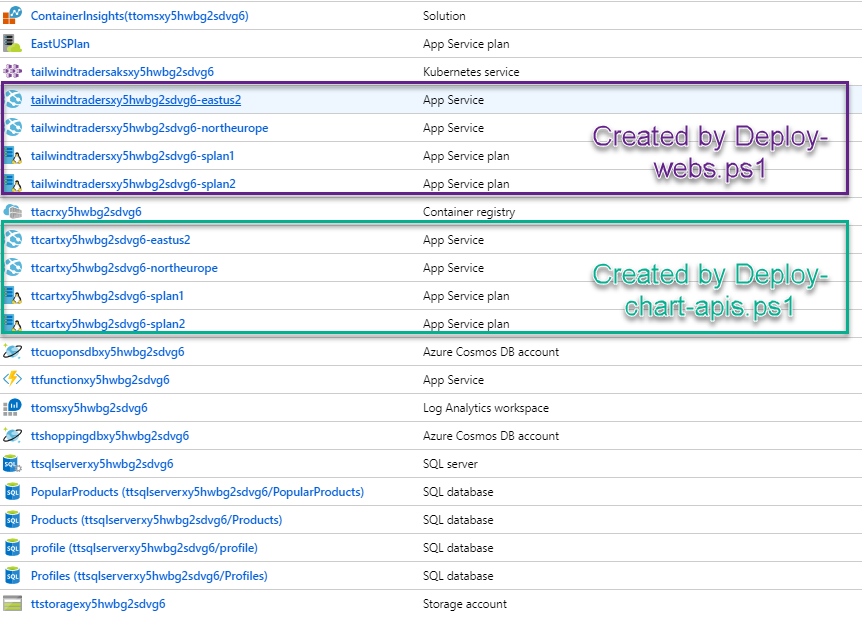 ContainerInsights(ttomsxy5hwbg2sdvg6) Solution
EastUSPlan App Service plan
tailwindtradersaksxy5hwbg2sdvg6 Kubernetes service
tailwindtradersxy5hwbg2sdvg6-eastus2 App Service
tailwindtradersxy5hwbg2sdvg6-northeurope App Service
tailwindtradersxy5hwbg2sdvg6-splan1 App Service plan
tailwindtradersxy5hwbg2sdvg6-splan2 App Service plan
Created by Deploy-
webs.ps1
ttacrxy5hwbg2sdvg6 Container registry
ttcartxy5hwbg2sdvg6-eastus2 App Service
ttcartxy5hwbg2sdvg6-northeurope App Service
ttcartxy5hwbg2sdvg6-splan1 App Service plan
ttcartxy5hwbg2sdvg6-splan2 App Service plan
Created by Deploy-
chart-apis.ps1
ttcuoponsdbxy5hwbg2sdvg6 Azure Cosmos DB account
ttfunctionxy5hwbg2sdvg6 App Service
ttomsxy5hwbg2sdvg6 Log Analytics workspace
ttshoppingdbxy5hwbg2sdvg6 Azure Cosmos DB account
SQL ttsqlserverxy5hwbg2sdvg6 SQL server
SQL PopularProducts (ttsqlserverxy5hwbg2sdvg6/PopularProducts) SQL database
SQL Products (ttsqlserverxy5hwbg2sdvg6/Products) SQL database
SQL profile (ttsqlserverxy5hwbg2sdvg6/profile) SQL database
SQL Profiles (ttsqlserverxy5hwbg2sdvg6/Profiles) SQL database
ttstoragexy5hwbg2sdvg6 Storage account